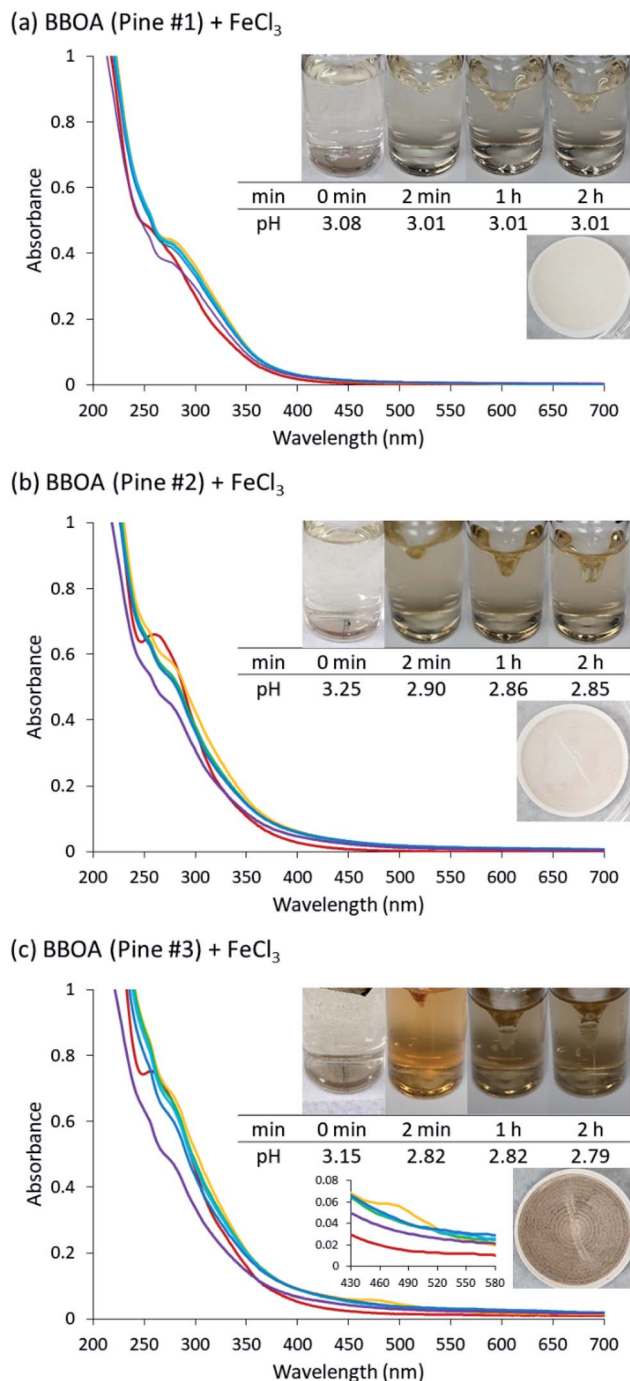 (a) BBOA (Pine #1) + FeCl3
1
0.8
0.6
0.4
0.2
0
Absorbance
200 250 300 350 400 450 500 550 600 650 700
Wavelength (nm)
min 0 min 2 min 1 h 2 h
pH 3.08 3.01 3.01 3.01
(b) BBOA (Pine #2) + FeCl3
1
0.8
0.6
0.4
0.2
0
Absorbance
200 250 300 350 400 450 500 550 600 650 700
Wavelength (nm)
min 0 min 2 min 1 h 2 h
pH 3.25 2.90 2.86 2.85
(c) BBOA (Pine #3) + FeCl3
1
0.8
0.6
0.4
0.2
0
Absorbance
200 250 300 350 400 450 500 550 600 650 700
Wavelength (nm)
min 0 min 2 min 1 h 2 h
pH 3.15 2.82 2.82 2.79
0.08
0.06
0.04
0.02
0
430 460 490 520 550 580